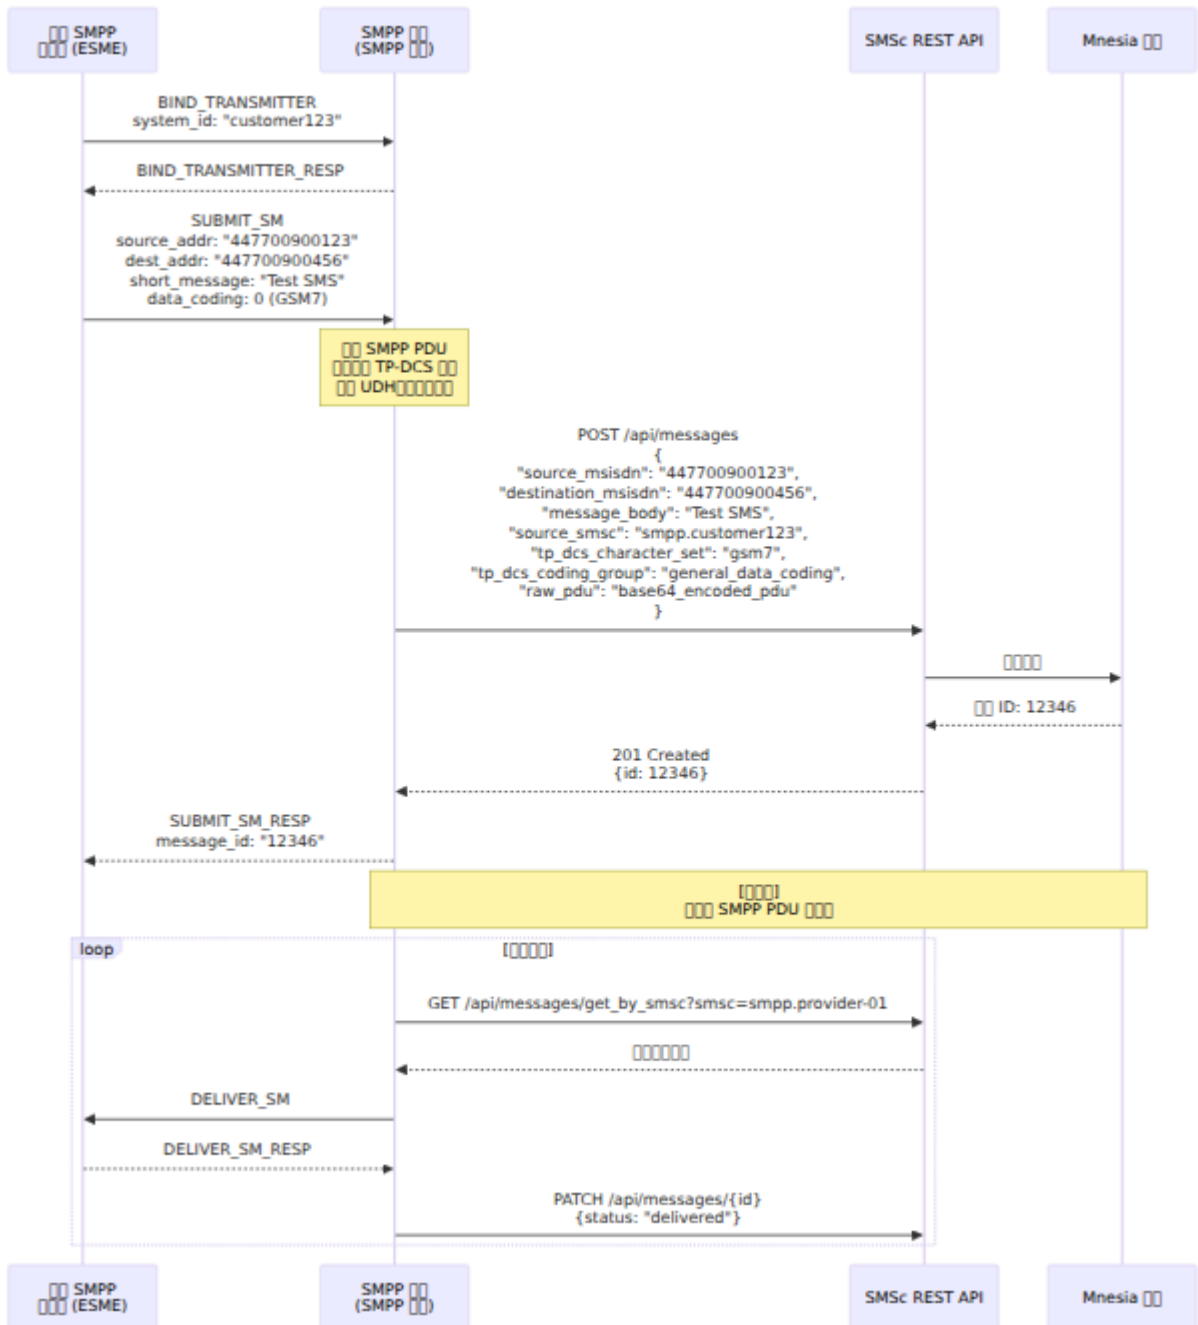 SMPP
(ESME)
SMPP
(SMPP
SMSc REST API
Mnesia
BIND_TRANSMITTER
system_id: "customer123"
BIND_TRANSMITTER_RESP
SUBMIT_SM
source_addr: "447700900123"
dest_addr: "447700900456"
short_message: "Test SMS"
data_coding: 0 (GSM7)
SMPP PDU
TP-DCS
UDH
POST /api/messages
{
"source_msisdn": "447700900123",
"destination_msisdn": "447700900456",
"message_body": "Test SMS",
"source_smsc": "smpp.customer123",
"tp_dcs_character_set": "gsm7",
"tp_dcs_coding_group": "general_data_coding",
"raw_pdu": "base64_encoded_pdu"
}
ID: 12346
201 Created
{id: 12346}
SUBMIT_SM_RESP
message_id: "12346"
SMPP PDU
loop
GET /api/messages/get_by_smsc?smsc=smpp.provider-01
DELIVER_SM
DELIVER_SM_RESP
PATCH /api/messages/{id}
{status: "delivered"}
SMPP
(ESME)
SMPP
(SMPP
SMSc REST API
Mnesia